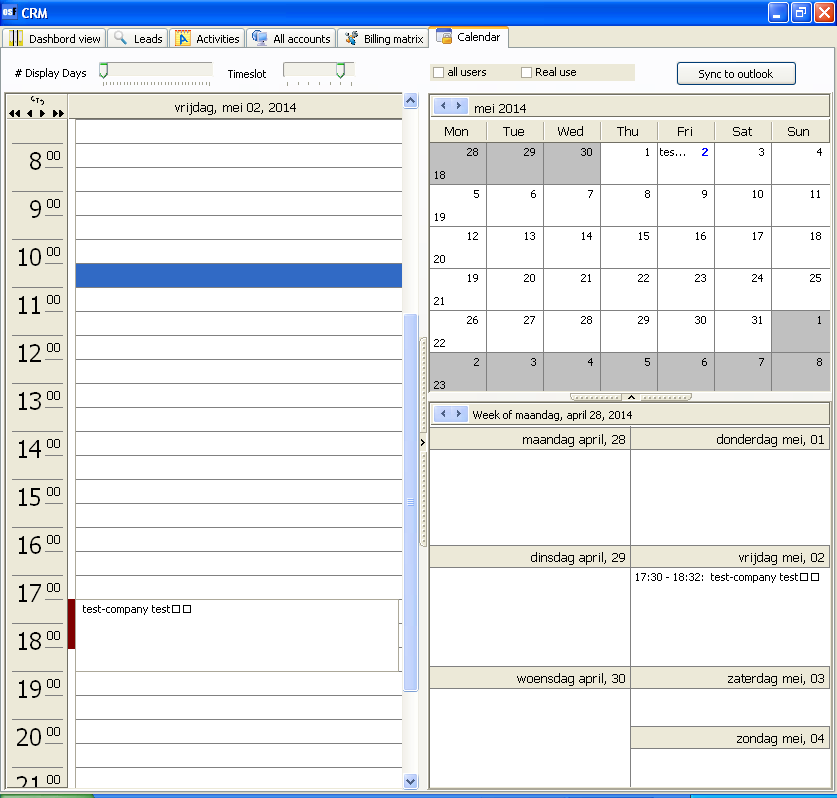 OSF CRM
Dashbord view Leads Activities All accounts Billing matrix Calendar
# Display Days Timeslot all users Real use Sync to outlook
vrijdag, mei 02, 2014
8 00
9 00
10 00
11 00
12 00
13 00
14 00
15 00
16 00
17 00
test-company test
18 00
19 00
20 00
21 00
mei 2014
Mon Tue Wed Thu Fri Sat Sun
28 29 30 1 tes... 2 3 4
18
5 6 7 8 9 10 11
19
12 13 14 15 16 17 18
20
19 20 21 22 23 24 25
21
26 27 28 29 30 31 1
22
2 3 4 5 6 7 8
23
Week of maandag, april 28, 2014
maandag april, 28 donderdag mei, 01
dinsdag april, 29 vrijdag mei, 02
17:30 - 18:32: test-company test
woensdag april, 30 zaterdag mei, 03
zondag mei, 04